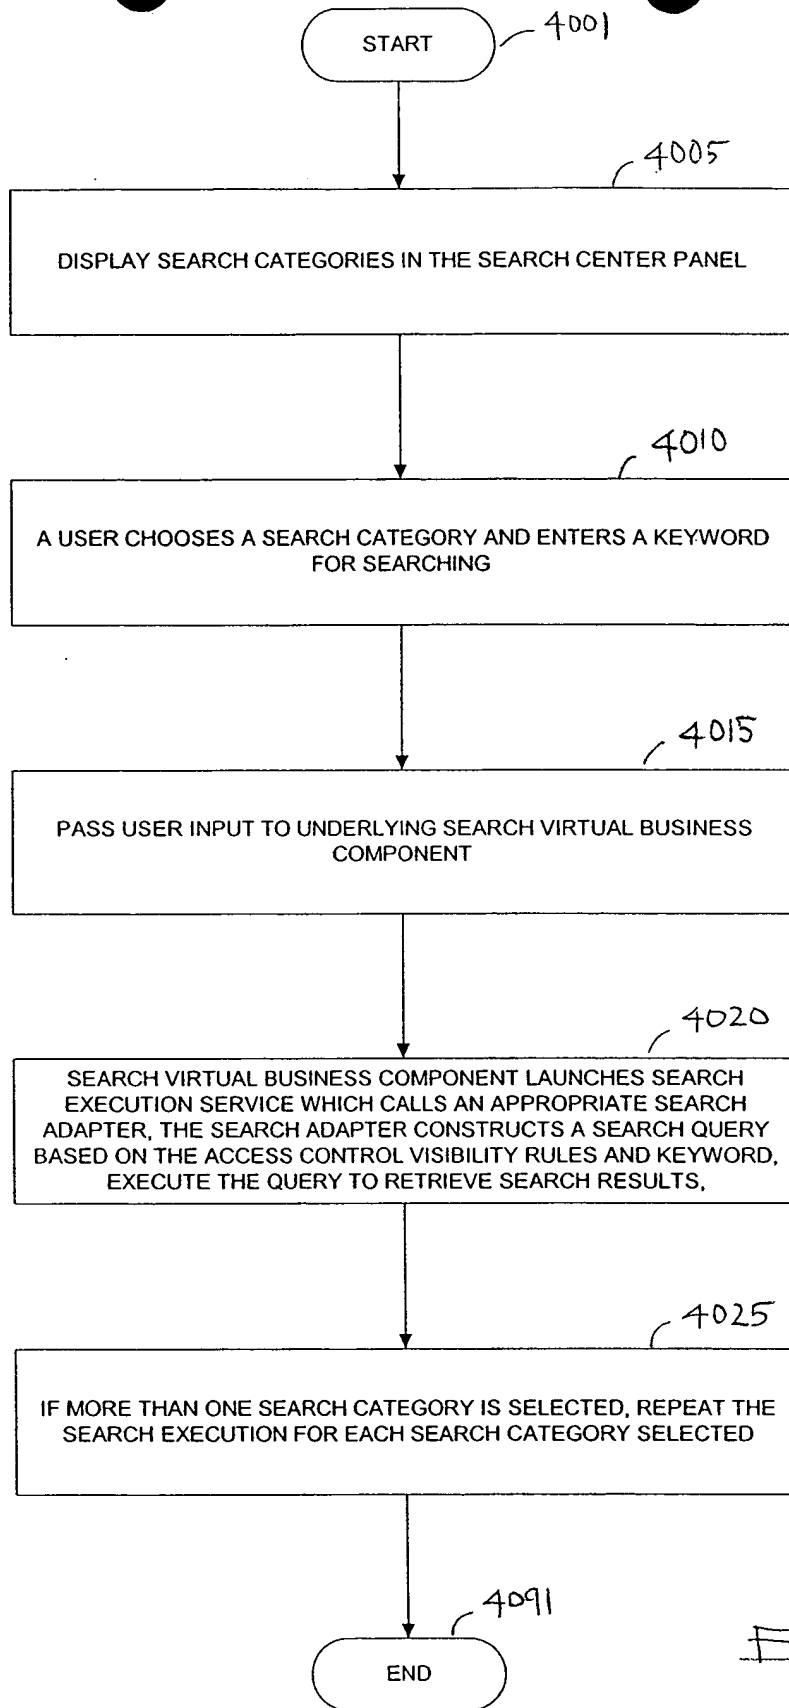 START
4001
4005
DISPLAY SEARCH CATEGORIES IN THE SEARCH CENTER PANEL
4010
A USER CHOOSES A SEARCH CATEGORY AND ENTERS A KEYWORD
FOR SEARCHING
4015
PASS USER INPUT TO UNDERLYING SEARCH VIRTUAL BUSINESS
COMPONENT
4020
SEARCH VIRTUAL BUSINESS COMPONENT LAUNCHES SEARCH
EXECUTION SERVICE WHICH CALLS AN APPROPRIATE SEARCH
ADAPTER, THE SEARCH ADAPTER CONSTRUCTS A SEARCH QUERY
BASED ON THE ACCESS CONTROL VISIBILITY RULES AND KEYWORD,
EXECUTE THE QUERY TO RETRIEVE SEARCH RESULTS,
4025
IF MORE THAN ONE SEARCH CATEGORY IS SELECTED, REPEAT THE
SEARCH EXECUTION FOR EACH SEARCH CATEGORY SELECTED
4091
END